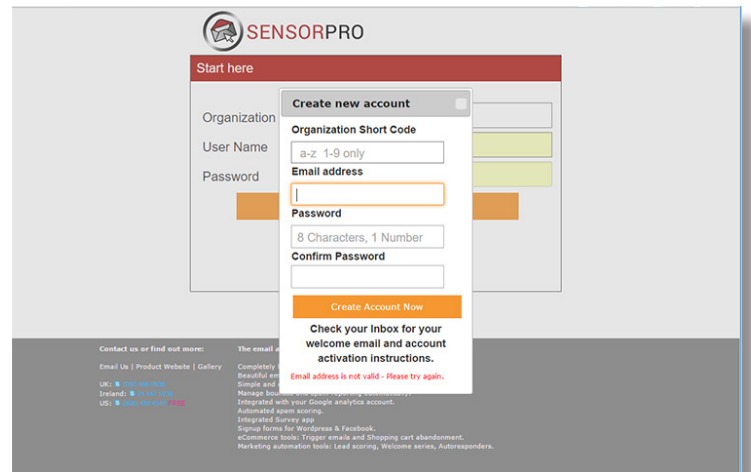 SENSORPRO
Start here
Organization
User Name
Password
Create new account
Organization Short Code
a-z 1-9 only
Email address
Password
8 Characters, 1 Number
Confirm Password
Create Account Now
Check your Inbox for your
welcome email and account
activation instructions.
Email address is not valid - Please try again.
Contact us or find out more:
Email Us | Product Website | Gallery
UK:
Ireland:
US: FREE
The email
Completely
Beautiful
Simple and
Manage
Integrated with your Google analytics account.
Automated spam scoring.
Integrated Survey app
Signup forms for Wordpress & Facebook.
eCommerce tools: Trigger emails and Shopping cart abandonment.
Marketing automation tools: Lead scoring, Welcome series, Autoresponders.